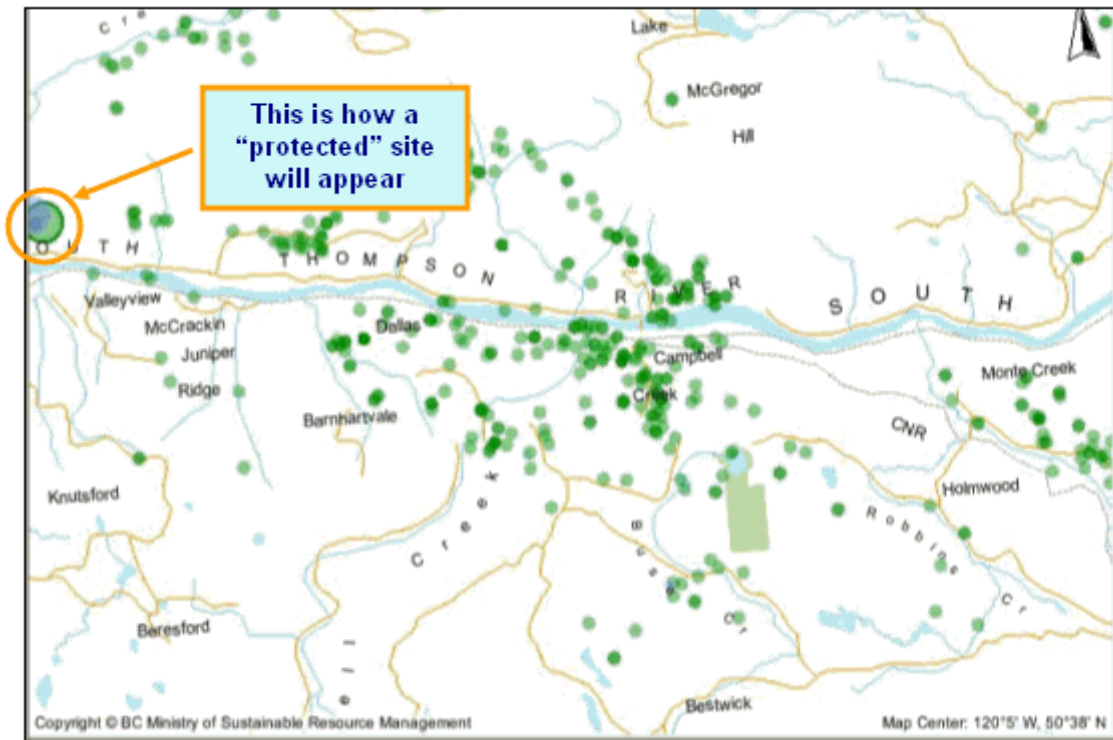 C r e
Lake
McGregor
Hill
This is how a
“protected” site
will appear
O U T H
T H O M P S O N
R I V E R
S O U T H
Valleyview
McCrackin
Juniper
Ridge
Dallas
Barnhartvale
Campbell
Creek
Monte Creek
CNR
Holmwood
Knutsford
C r e e k
B u s e C r
R o b b i n s C r
Beresford
e l l
Bestwick
Copyright © BC Ministry of Sustainable Resource Management
Map Center: 120°5' W, 50°38' N